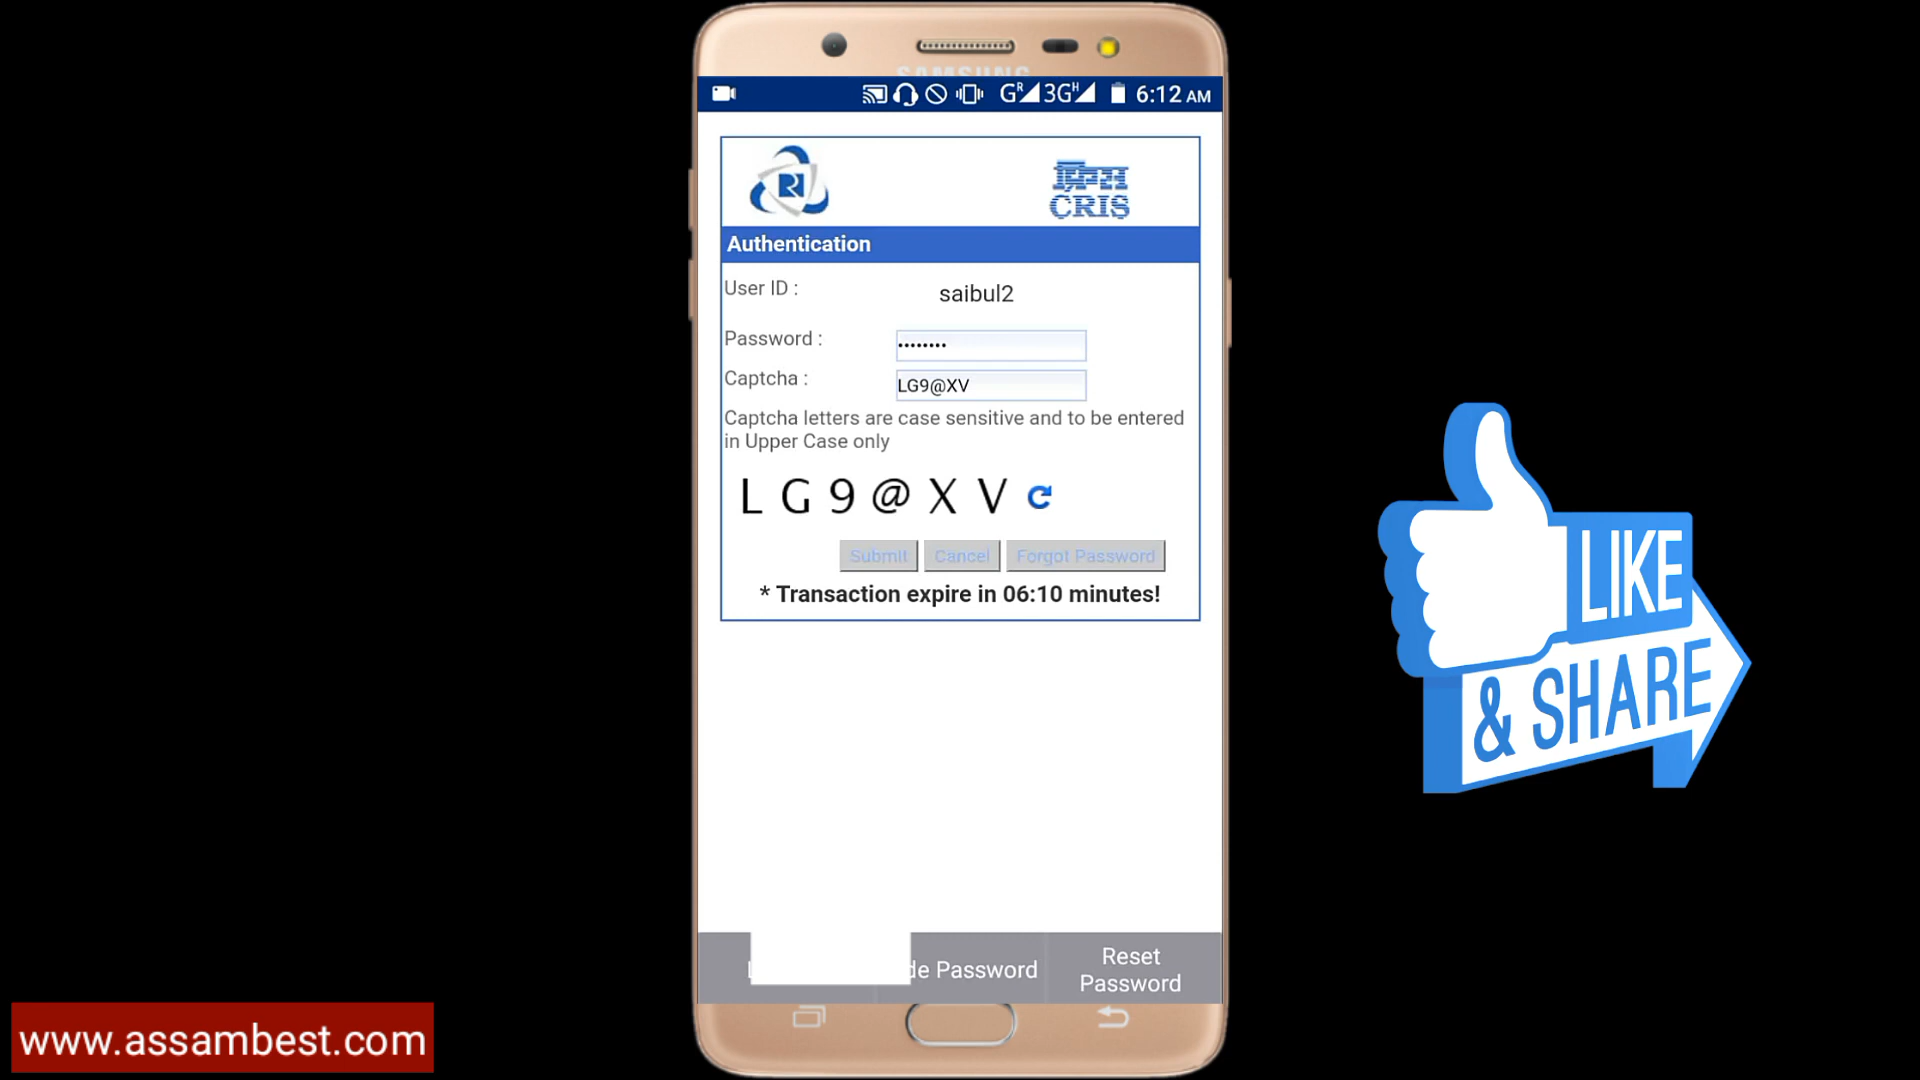 SAMSUNG
6:12 AM
क्रिस
CRIS
Authentication
User ID :
saibul2
Password :
••••••••
Captcha :
LG9@XV
Captcha letters are case sensitive and to be entered
in Upper Case only
L G 9 @ X V
Submit
Cancel
Forgot Password
* Transaction expire in 06:10 minutes!
de Password
Reset
Password
LIKE
& SHARE
www.assambest.com